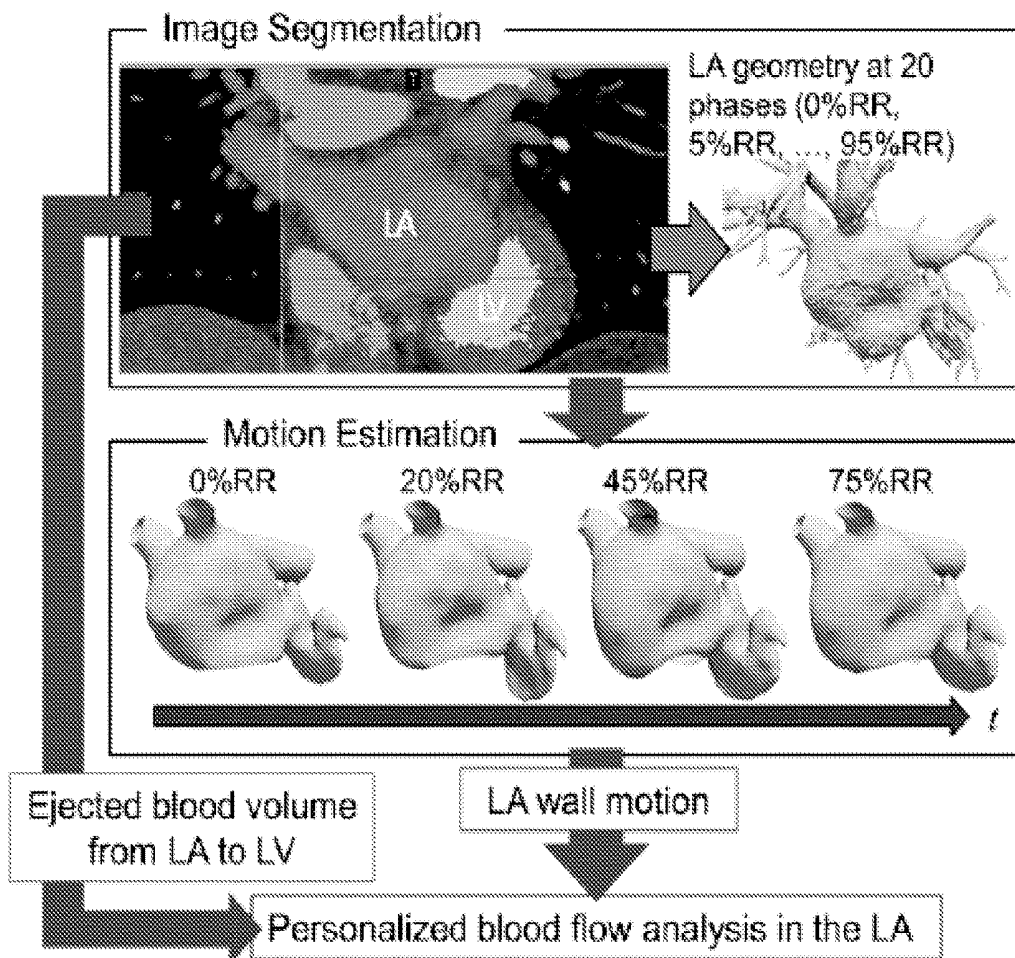 Image Segmentation
LA geometry at 20
phases (0%RR,
5%RR, ..., 95%RR)
LA
LV
Motion Estimation
0%RR
20%RR
45%RR
75%RR
t
Ejected blood volume
from LA to LV
LA wall motion
Personalized blood flow analysis in the LA